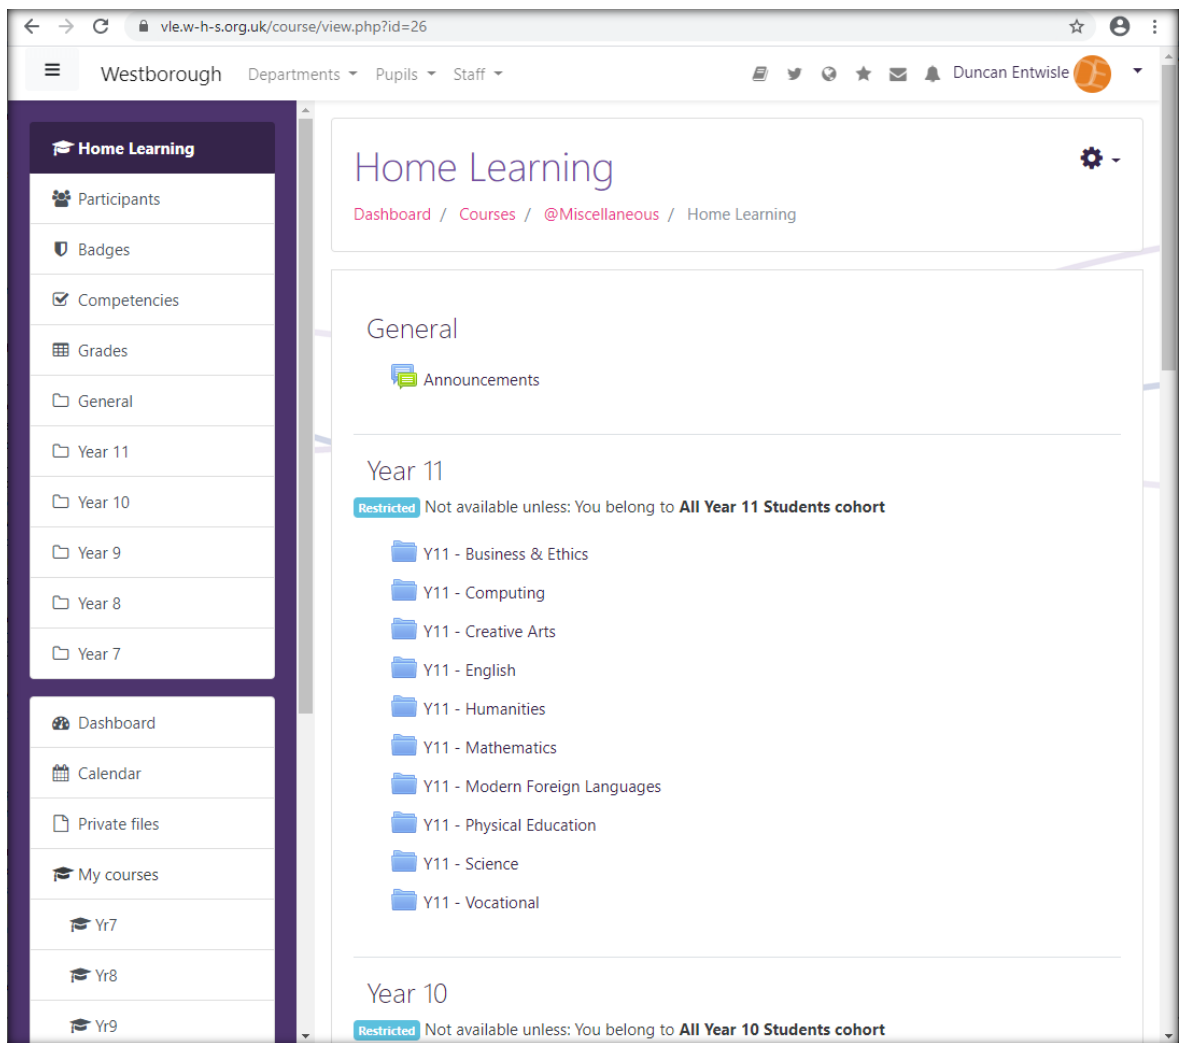 vle.w-h-s.org.uk/course/view.php?id=26
Westborough Departments Pupils Staff Duncan Entwisle
Home Learning
Participants
Badges
Competencies
Grades
General
Year 11
Year 10
Year 9
Year 8
Year 7
Dashboard
Calendar
Private files
My courses
Yr7
Yr8
Yr9
Home Learning
Dashboard / Courses / @Miscellaneous / Home Learning
General
Announcements
Year 11
Restricted Not available unless: You belong to All Year 11 Students cohort
Y11 - Business & Ethics
Y11 - Computing
Y11 - Creative Arts
Y11 - English
Y11 - Humanities
Y11 - Mathematics
Y11 - Modern Foreign Languages
Y11 - Physical Education
Y11 - Science
Y11 - Vocational
Year 10
Restricted Not available unless: You belong to All Year 10 Students cohort